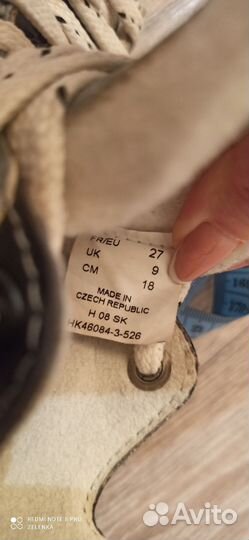 FR/EU 27
UK 9
CM 18
MADE IN
CZECH REPUBLIC
H 08 SK
HK46084-3-526
REDMI NOTE 8 PRO
ZELENKA
Avito